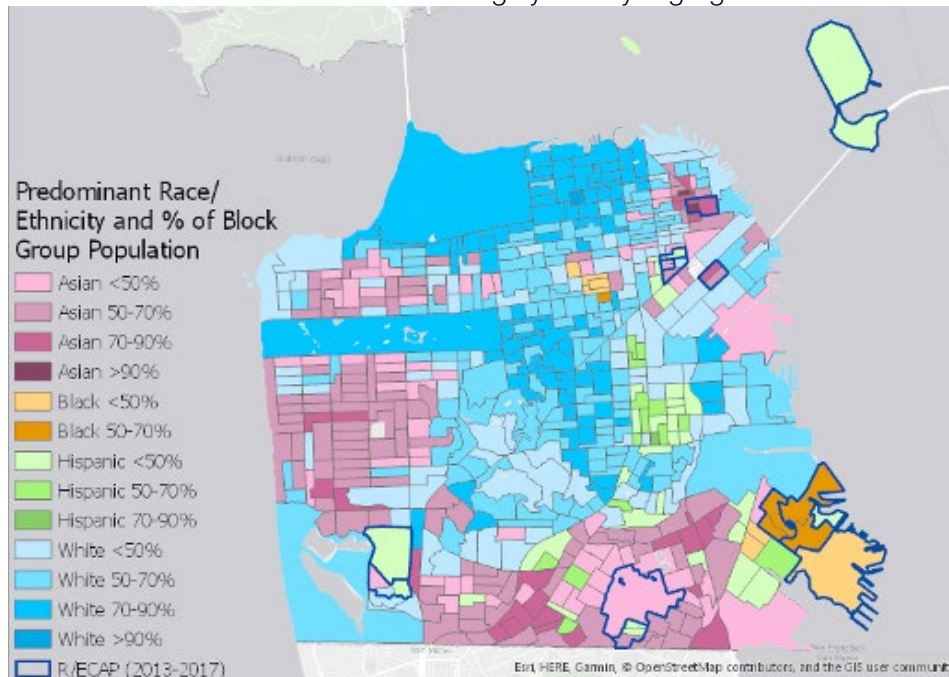 Predominant Race/
Ethnicity and % of Block
Group Population
Asian <50%
Asian 50-70%
Asian 70-90%
Asian >90%
Black <50%
Black 50-70%
Hispanic <50%
Hispanic 50-70%
Hispanic 70-90%
White <50%
White 50-70%
White 70-90%
White >90%
R/ECAP (2013-2017)
Esri, HERE, Garmin, © OpenStreetMap contributors, and the GIS user communit